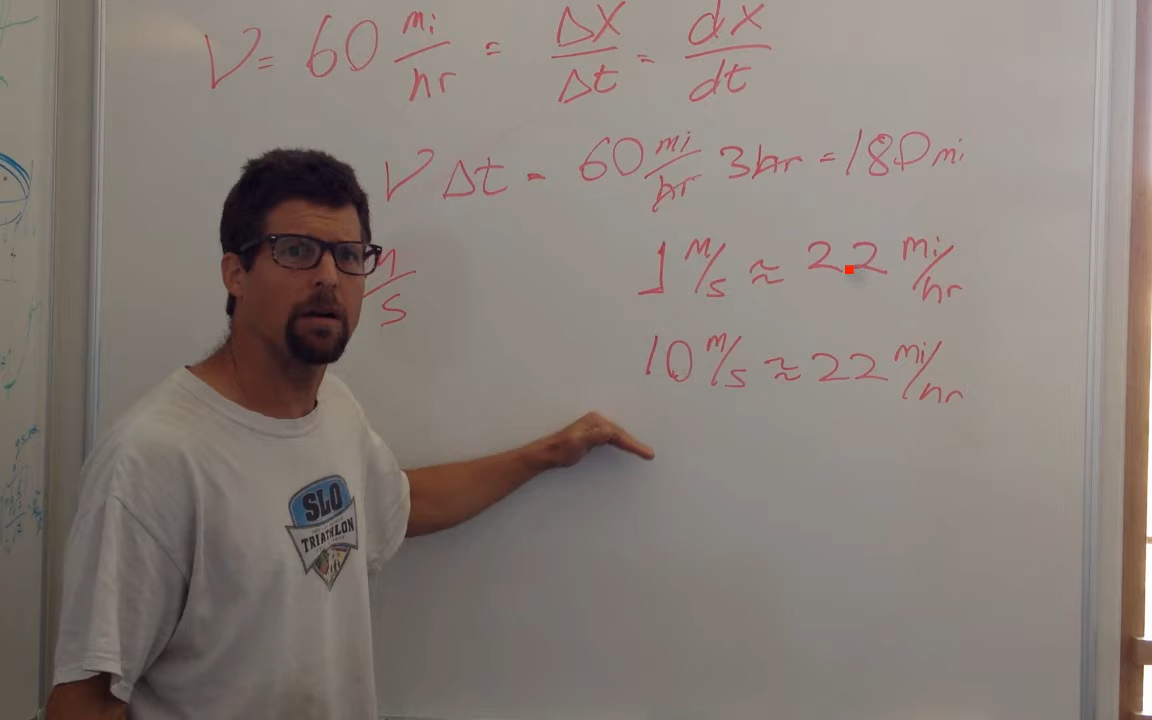 V = 60 mi/hr = Δx/Δt = dx/dt
V Δt = 60 mi/hr 3hr = 180 mi
1 m/s ≈ 2.2 mi/hr
m/s
10 m/s ≈ 22 mi/hr
SLO
TRIATHLON